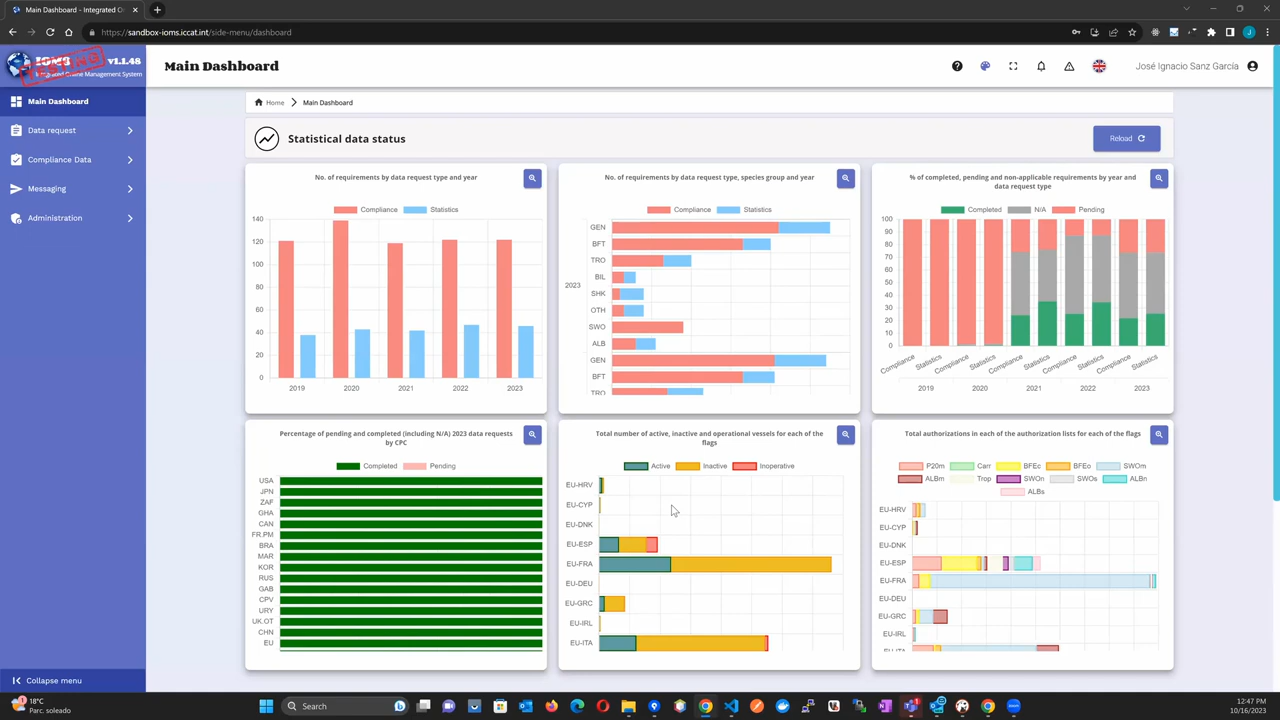 Main Dashboard - Integrated O
https://sandbox-ioms.iccat.int/side-menu/dashboard
IOMS v1.1.48
Integrated Online Management System
TESTING
Main Dashboard
José Ignacio Sanz García
Main Dashboard
Data request
Compliance Data
Messaging
Administration
Collapse menu
Home
Main Dashboard
Statistical data status
Reload
No. of requirements by data request type and year
Compliance Statistics
140
120
100
80
60
40
20
0
2019 2020 2021 2022 2023
No. of requirements by data request type, species group and year
Compliance Statistics
2023
GEN
BFT
TRO
BIL
SHK
OTH
SWO
ALB
GEN
BFT
TRO
% of completed, pending and non-applicable requirements by year and
data request type
Completed N/A Pending
100
90
80
70
60
50
40
30
20
10
0
Compliance Statistics Compliance Statistics Compliance Statistics Compliance Statistics Compliance Statistics
2019 2020 2021 2022 2023
Percentage of pending and completed (including N/A) 2023 data requests
by CPC
Completed Pending
USA
JPN
ZAF
GHA
CAN
FR.PM
BRA
MAR
KOR
RUS
GAB
CPV
URY
UK.OT
CHN
EU
Total number of active, inactive and operational vessels for each of the
flags
Active Inactive Inoperative
EU-HRV
EU-CYP
EU-DNK
EU-ESP
EU-FRA
EU-DEU
EU-GRC
EU-IRL
EU-ITA
Total authorizations in each of the authorization lists for each of the flags
P20m Carr BFEc BFEo SWOm
ALBm Trop SWOn SWOs ALBn
ALBs
EU-HRV
EU-CYP
EU-DNK
EU-ESP
EU-FRA
EU-DEU
EU-GRC
EU-IRL
EU-ITA
18°C
Parc. soleado
Search
12:47 PM
10/16/2023